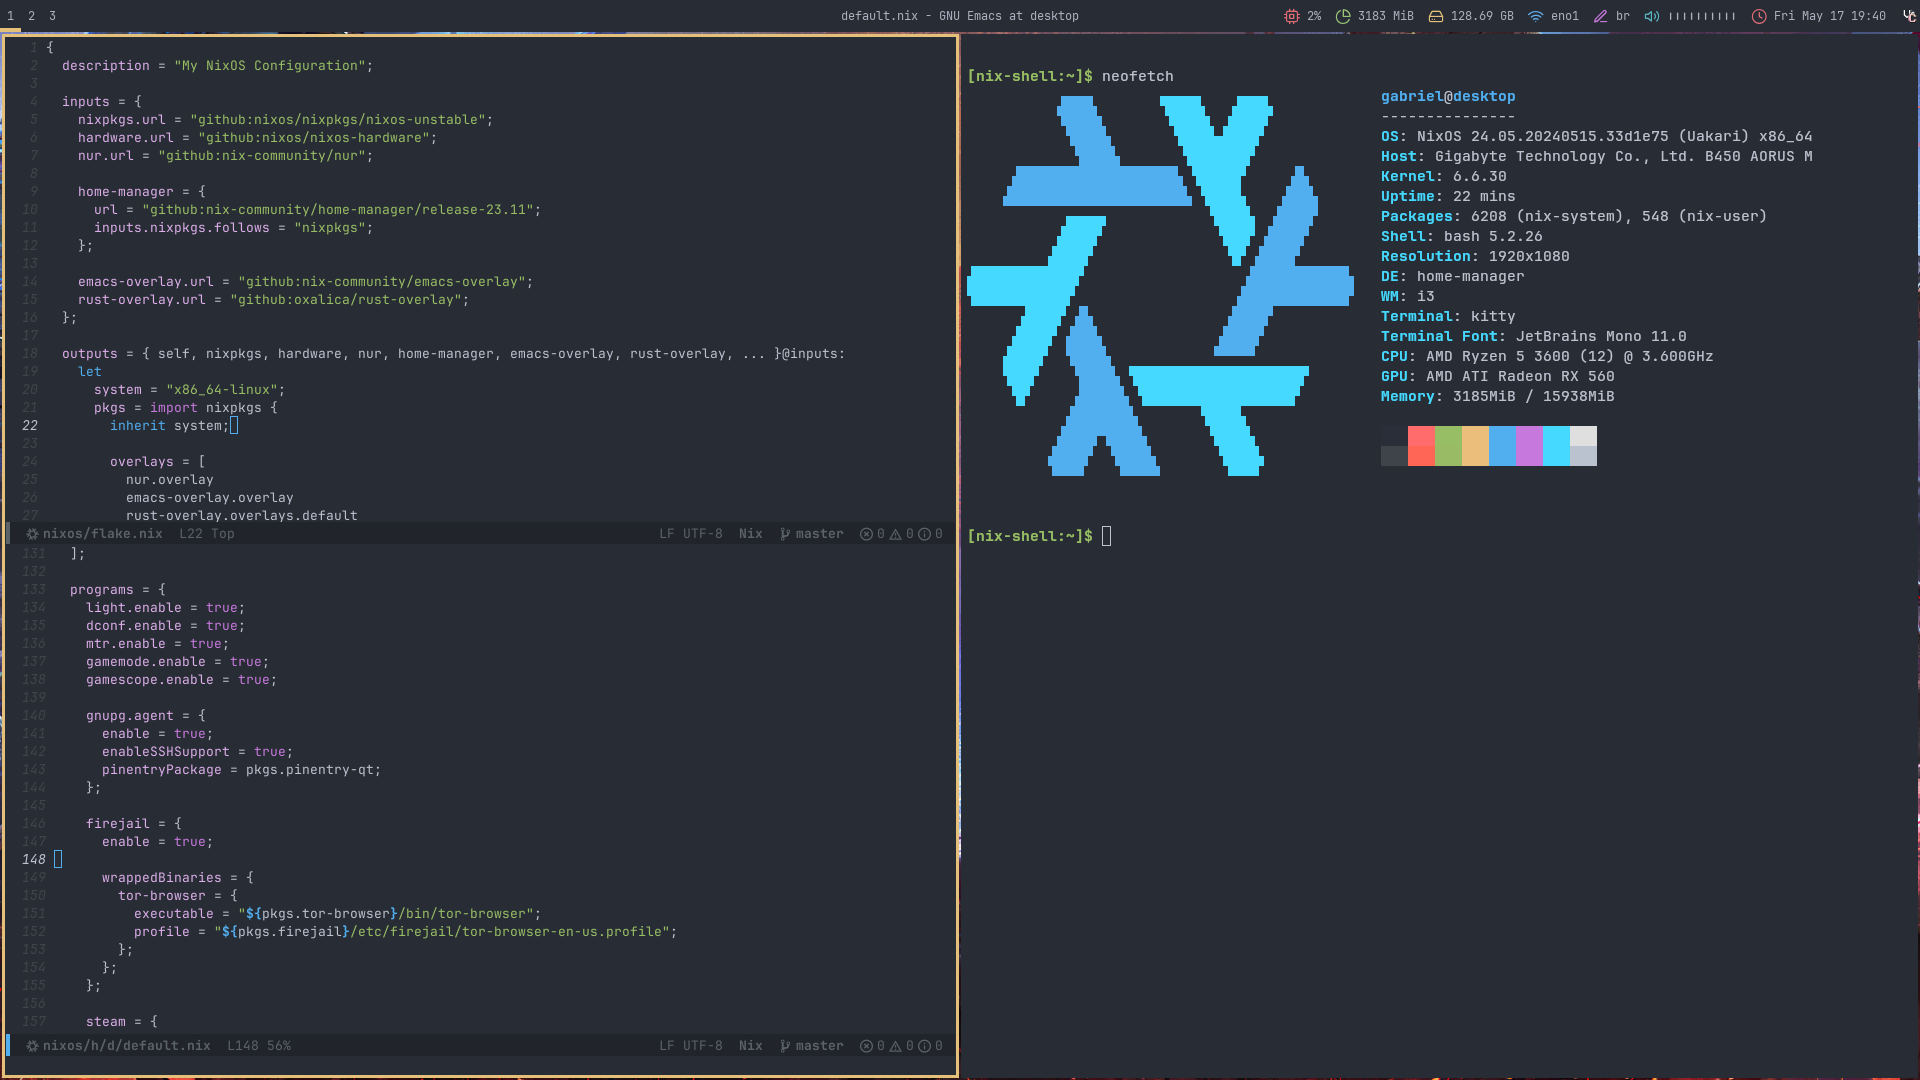 1 2 3 default.nix - GNU Emacs at desktop 2% 3183 MiB 128.69 GB eno1 br Fri May 17 19:40
1 {
2 description = "My NixOS Configuration";
3
4 inputs = {
5 nixpkgs.url = "github:nixos/nixpkgs/nixos-unstable";
6 hardware.url = "github:nixos/nixos-hardware";
7 nur.url = "github:nix-community/nur";
8
9 home-manager = {
10 url = "github:nix-community/home-manager/release-23.11";
11 inputs.nixpkgs.follows = "nixpkgs";
12 };
13
14 emacs-overlay.url = "github:nix-community/emacs-overlay";
15 rust-overlay.url = "github:oxalica/rust-overlay";
16 };
17
18 outputs = { self, nixpkgs, hardware, nur, home-manager, emacs-overlay, rust-overlay, ... }@inputs:
19 let
20 system = "x86_64-linux";
21 pkgs = import nixpkgs {
22 inherit system;
23
24 overlays = [
25 nur.overlay
26 emacs-overlay.overlay
27 rust-overlay.overlays.default
nixos/flake.nix L22 Top LF UTF-8 Nix master 0 0 0
131 ];
132
133 programs = {
134 light.enable = true;
135 dconf.enable = true;
136 mtr.enable = true;
137 gamemode.enable = true;
138 gamescope.enable = true;
139
140 gnupg.agent = {
141 enable = true;
142 enableSSHSupport = true;
143 pinentryPackage = pkgs.pinentry-qt;
144 };
145
146 firejail = {
147 enable = true;
148
149 wrappedBinaries = {
150 tor-browser = {
151 executable = "${pkgs.tor-browser}/bin/tor-browser";
152 profile = "${pkgs.firejail}/etc/firejail/tor-browser-en-us.profile";
153 };
154 };
155 };
156
157 steam = {
nixos/h/d/default.nix L148 56% LF UTF-8 Nix master 0 0 0
[nix-shell:~]$ neofetch
gabriel@desktop
---------------
OS: NixOS 24.05.20240515.33d1e75 (Uakari) x86_64
Host: Gigabyte Technology Co., Ltd. B450 AORUS M
Kernel: 6.6.30
Uptime: 22 mins
Packages: 6208 (nix-system), 548 (nix-user)
Shell: bash 5.2.26
Resolution: 1920x1080
DE: home-manager
WM: i3
Terminal: kitty
Terminal Font: JetBrains Mono 11.0
CPU: AMD Ryzen 5 3600 (12) @ 3.600GHz
GPU: AMD ATI Radeon RX 560
Memory: 3185MiB / 15938MiB
[nix-shell:~]$